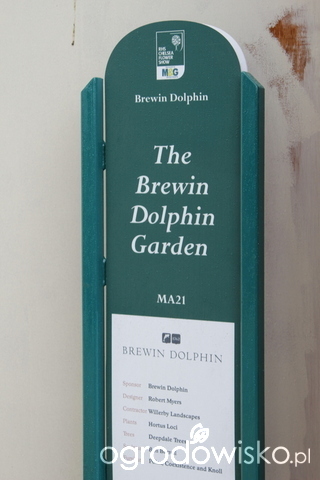 RHS
CHELSEA
FLOWER
SHOW
M&G
Brewin Dolphin
The
Brewin
Dolphin
Garden
MA21
BREWIN DOLPHIN
Sponsor Brewin Dolphin
Designer Robert Myers
Contractor Willerby Landscapes
Plants Hortus Loci
Trees Deepdale Trees
Coexistence and Knoll
ogrodowisko.pl